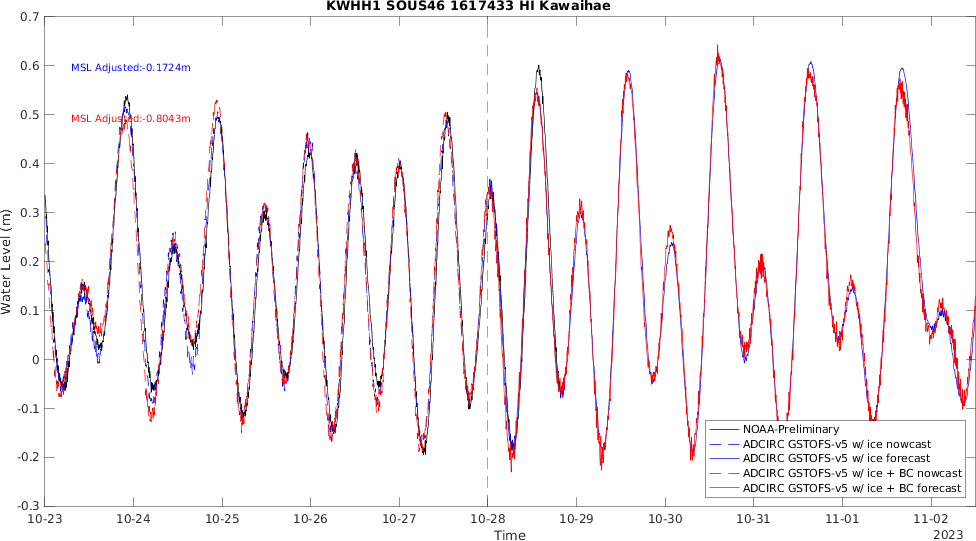 KWHH1 SOUS46 1617433 HI Kawaihae
0.7
0.6
0.5
0.4
0.3
0.2
0.1
0
-0.1
-0.2
-0.3
Water Level (m)
MSL Adjusted:-0.1724m
MSL Adjusted:-0.8043m
NOAA-Preliminary
ADCIRC GSTOFS-v5 w/ ice nowcast
ADCIRC GSTOFS-v5 w/ ice forecast
ADCIRC GSTOFS-v5 w/ ice + BC nowcast
ADCIRC GSTOFS-v5 w/ ice + BC forecast
10-23 10-24 10-25 10-26 10-27 10-28 10-29 10-30 10-31 11-01 11-02
Time
2023